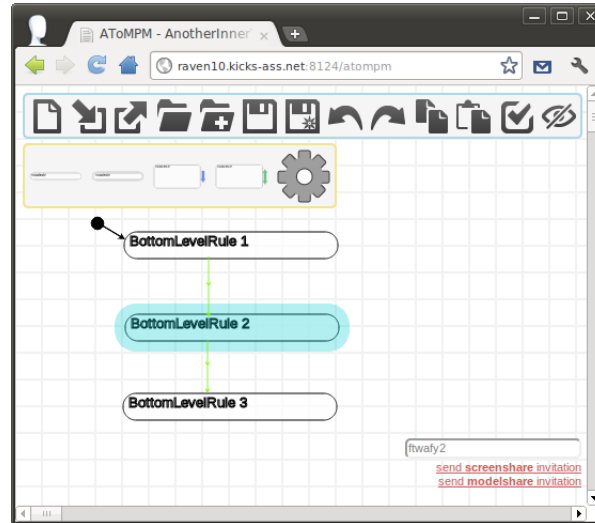 AToMPM - AnotherInner
raven10.kicks-ass.net:8124/atompm
BottomLevelRule 1
BottomLevelRule 2
BottomLevelRule 3
ftwafy2
send screenshare invitation
send modelshare invitation